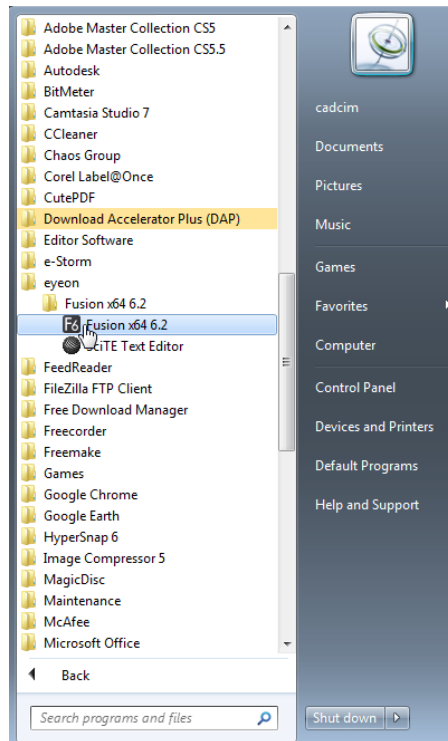 Adobe Master Collection CS5
Adobe Master Collection CS5.5
Autodesk
BitMeter
Camtasia Studio 7
CCleaner
Chaos Group
Corel Label@Once
CutePDF
Download Accelerator Plus (DAP)
Editor Software
e-Storm
eyeon
Fusion x64 6.2
F6 Fusion x64 6.2
SciTE Text Editor
FeedReader
FileZilla FTP Client
Free Download Manager
Freecorder
Freemake
Games
Google Chrome
Google Earth
HyperSnap 6
Image Compressor 5
MagicDisc
Maintenance
McAfee
Microsoft Office
Back
Search programs and files
cadcim
Documents
Pictures
Music
Games
Favorites
Computer
Control Panel
Devices and Printers
Default Programs
Help and Support
Shut down